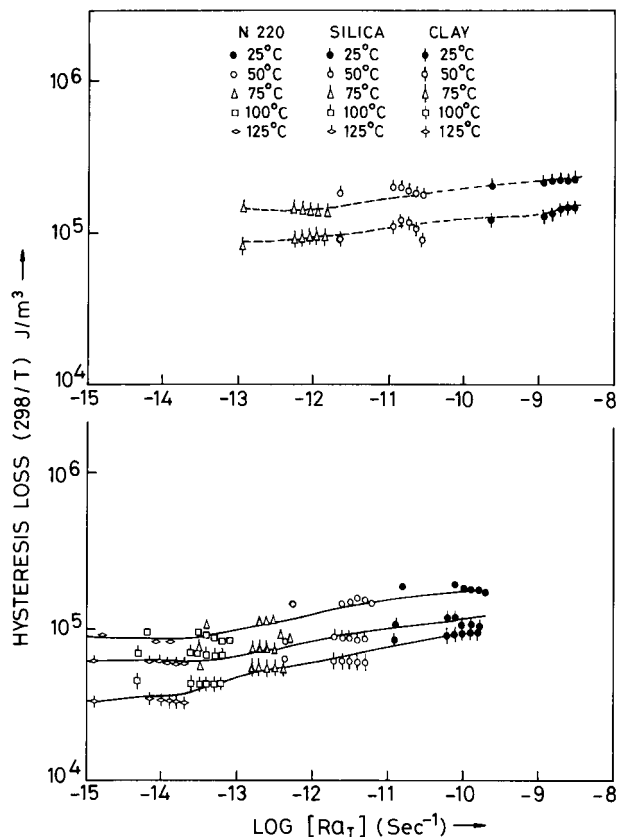 N 220 SILICA CLAY
25°C 25°C 25°C
50°C 50°C 50°C
75°C 75°C 75°C
100°C 100°C 100°C
125°C 125°C 125°C
10⁶
10⁵
10⁴
-15 -14 -13 -12 -11 -10 -9 -8
HYSTERESIS LOSS (298/T) J/m³
10⁶
10⁵
10⁴
-15 -14 -13 -12 -11 -10 -9 -8
LOG [RaT] (Sec⁻¹)